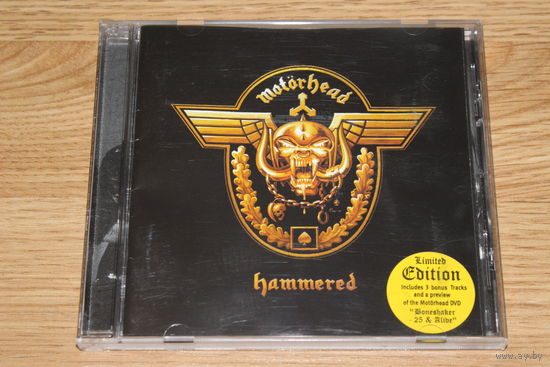 Motörhead
hammered
Limited
Edition
Includes 3 bonus Tracks
and a preview
of the Motörhead DVD
"Boneshaker
25 & Alive"
www.ay.by